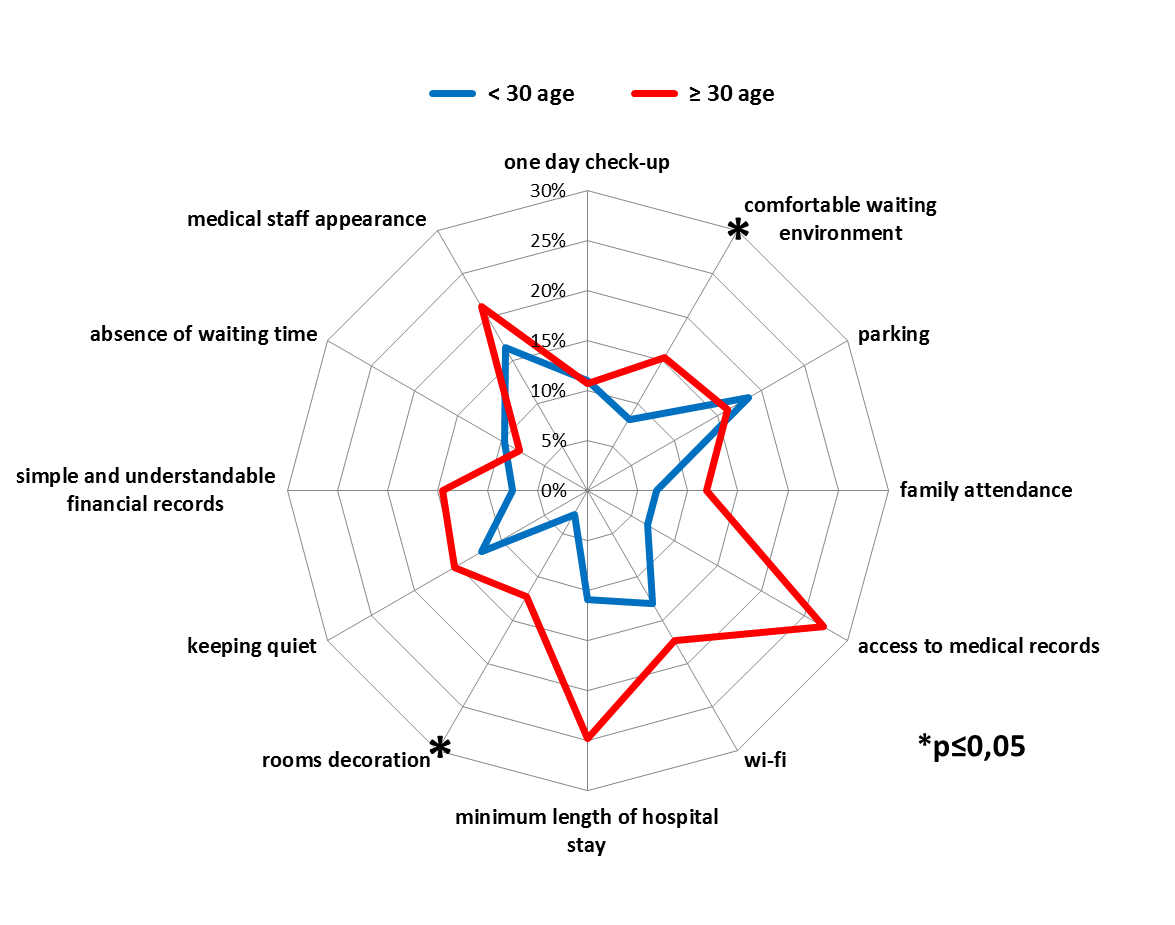 < 30 age
≥ 30 age
one day check-up
30%
25%
20%
15%
10%
5%
0%
comfortable waiting
environment
*
parking
family attendance
access to medical records
wi-fi
minimum length of hospital
stay
rooms decoration
*
keeping quiet
simple and understandable
financial records
absence of waiting time
medical staff appearance
*p≤0,05